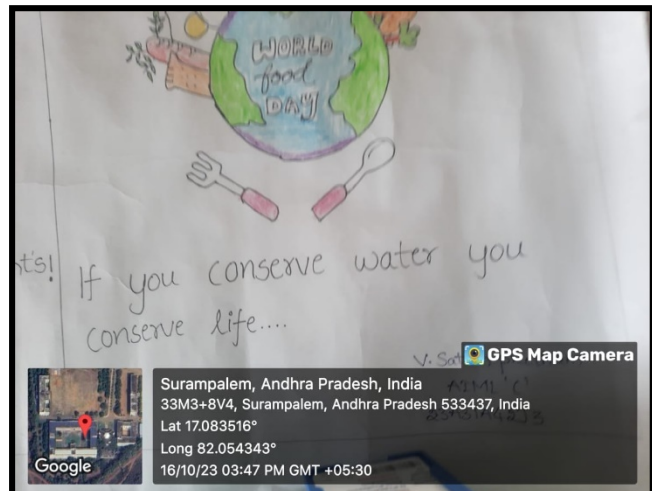 WORLD
food
DAY
If you conserve water you
conserve life....
GPS Map Camera
Surampalem, Andhra Pradesh, India
33M3+8V4, Surampalem, Andhra Pradesh 533437, India
Lat 17.083516°
Long 82.054343°
16/10/23 03:47 PM GMT +05:30
Google